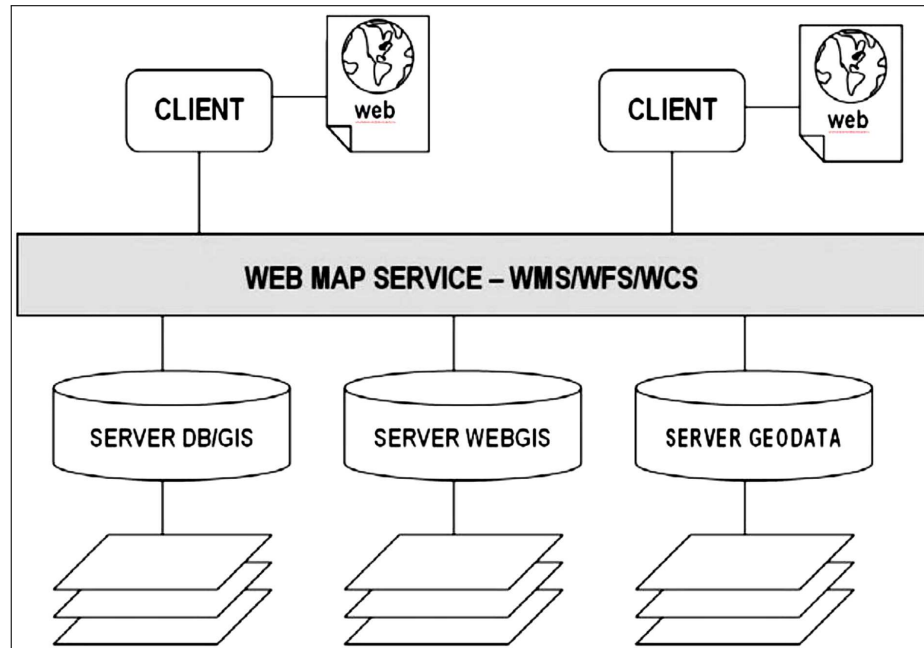 web
CLIENT
web
CLIENT
WEB MAP SERVICE – WMS/WFS/WCS
SERVER DB/GIS
SERVER WEBGIS
SERVER GEODATA